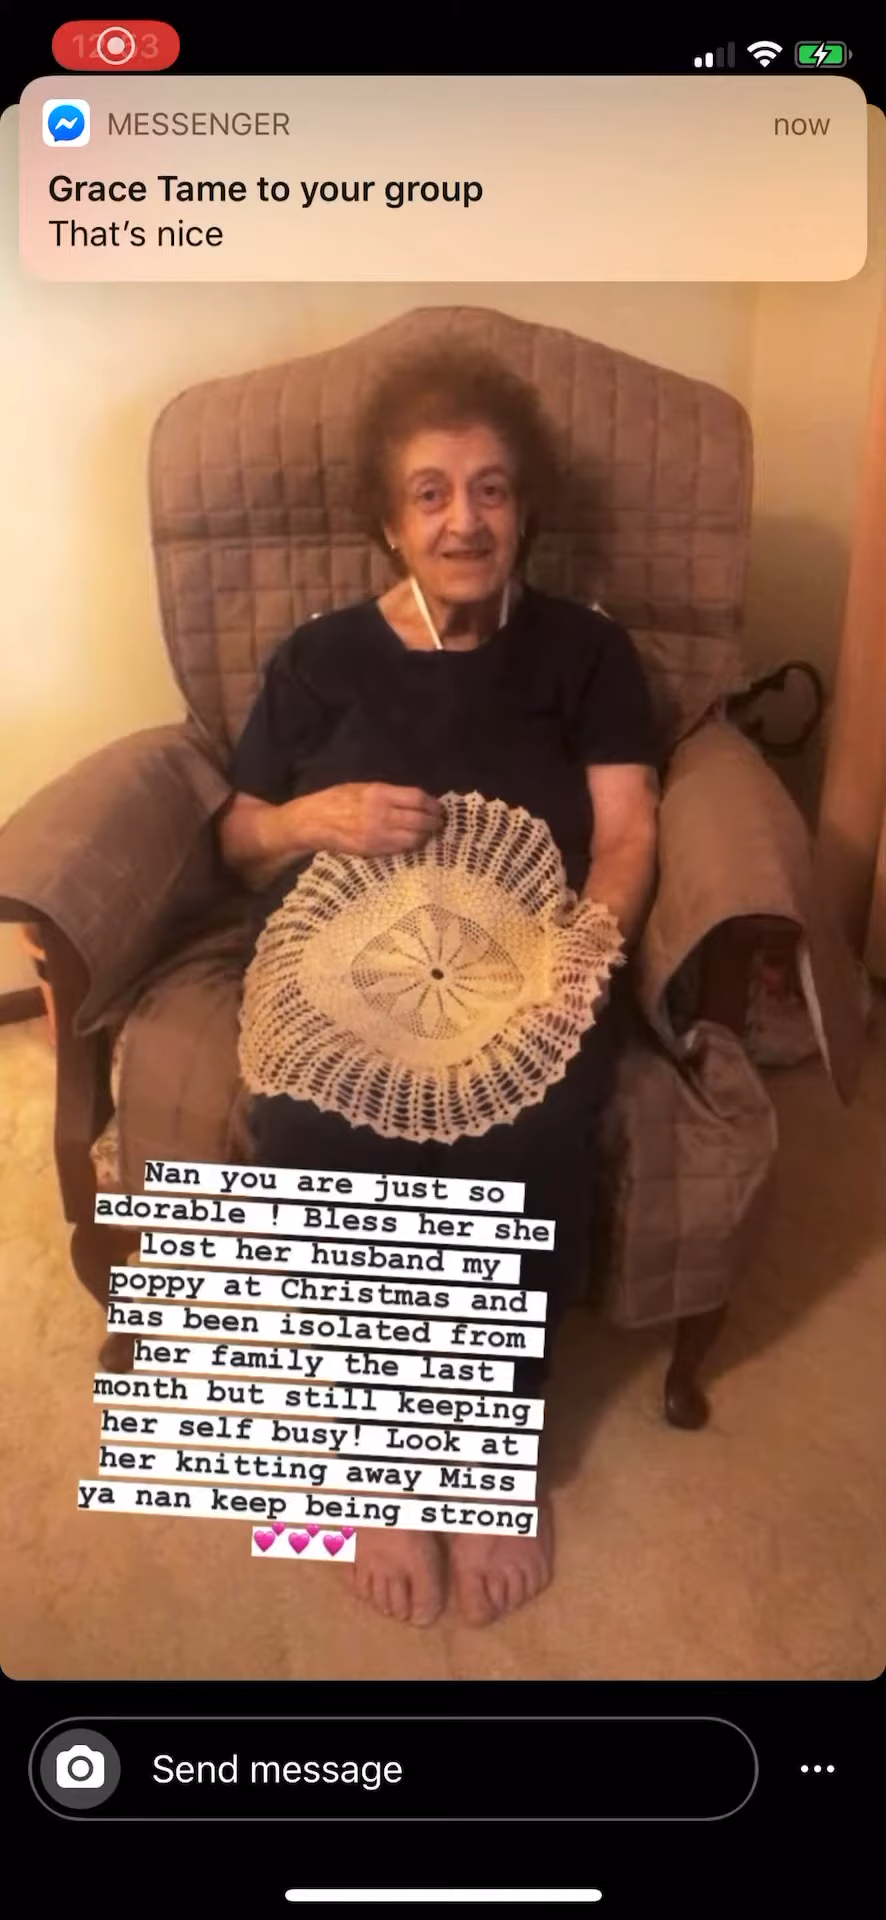 MESSENGER now
Grace Tame to your group
That's nice
Nan you are just so
adorable ! Bless her she
lost her husband my
poppy at Christmas and
has been isolated from
her family the last
month but still keeping
her self busy! Look at
her knitting away Miss
ya nan keep being strong
💕💕💕
Send message